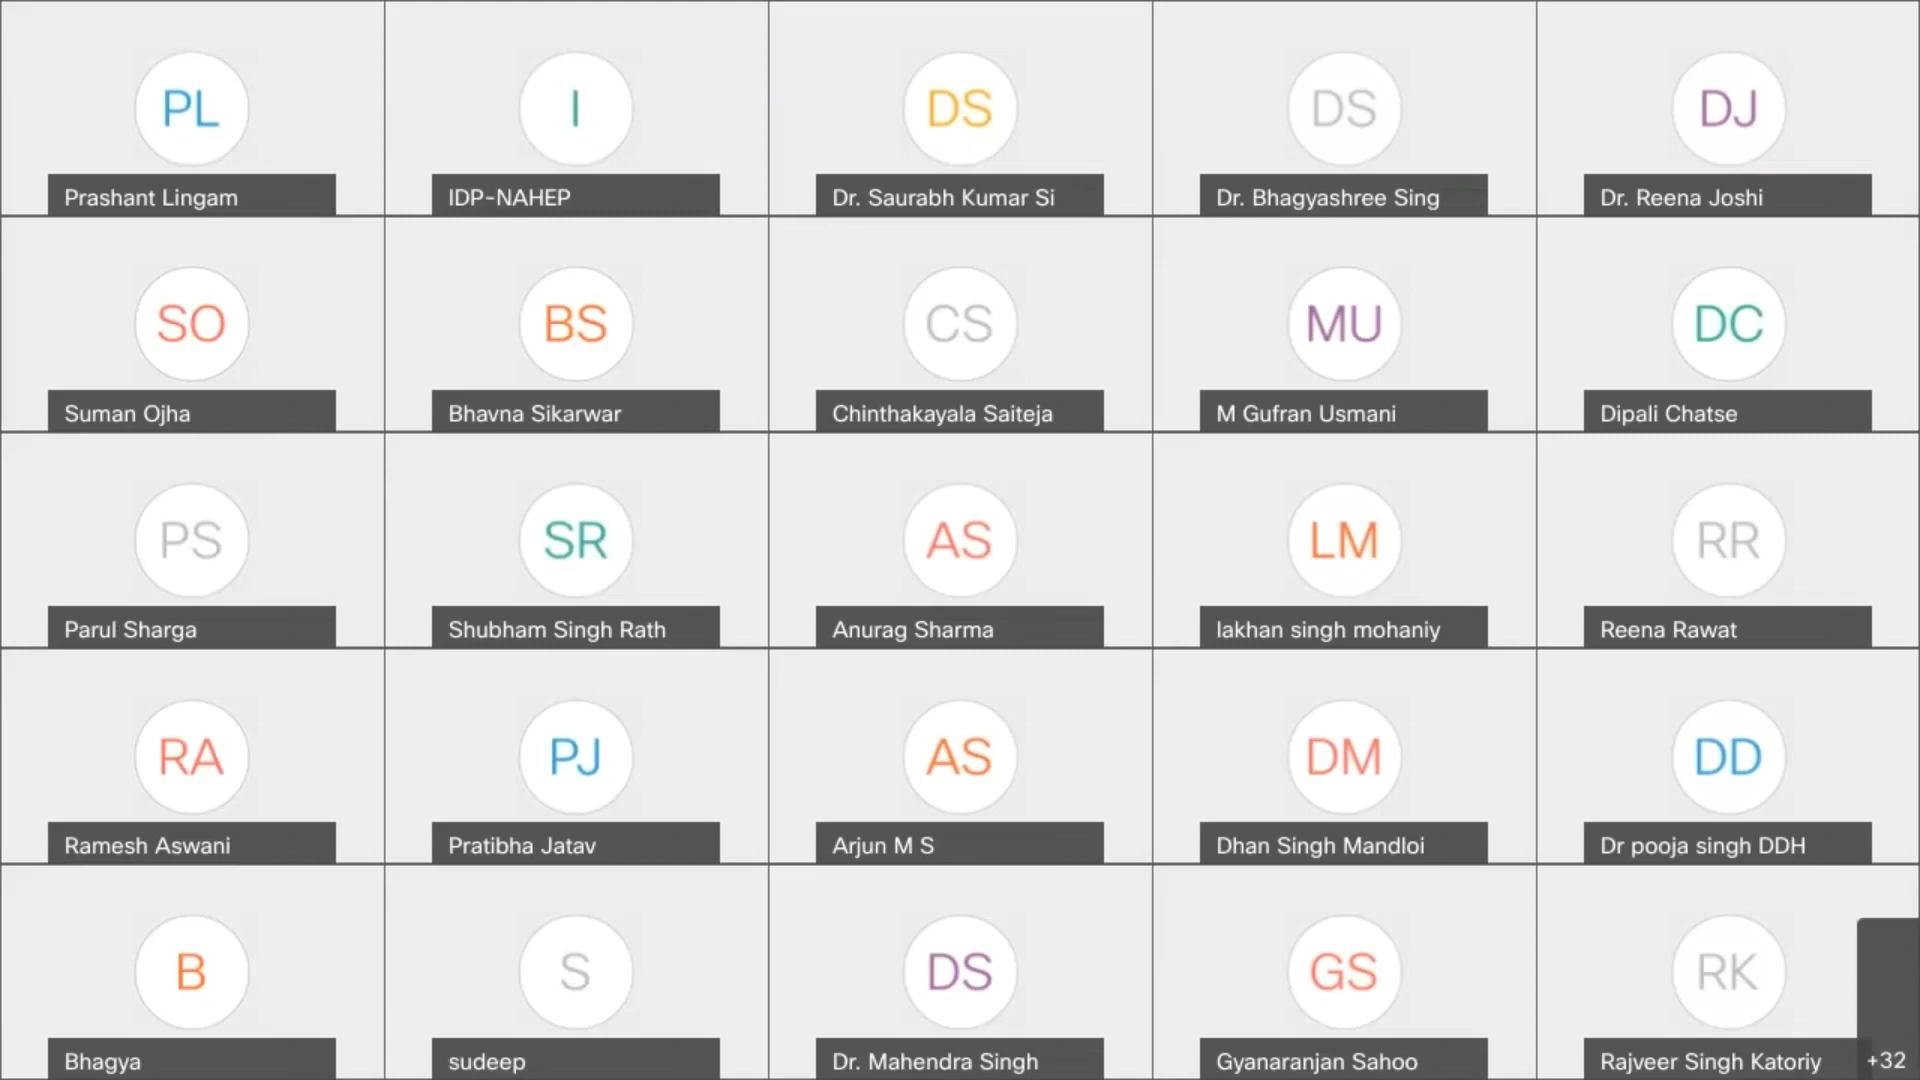 PL
I
DS
DS
DJ
Prashant Lingam
IDP-NAHEP
Dr. Saurabh Kumar Si
Dr. Bhagyashree Sing
Dr. Reena Joshi
SO
BS
CS
MU
DC
Suman Ojha
Bhavna Sikarwar
Chinthakayala Saiteja
M Gufran Usmani
Dipali Chatse
PS
SR
AS
LM
RR
Parul Sharga
Shubham Singh Rath
Anurag Sharma
lakhan singh mohaniy
Reena Rawat
RA
PJ
AS
DM
DD
Ramesh Aswani
Pratibha Jatav
Arjun M S
Dhan Singh Mandloi
Dr pooja singh DDH
B
S
DS
GS
RK
Bhagya
sudeep
Dr. Mahendra Singh
Gyanaranjan Sahoo
Rajveer Singh Katoriy
+32